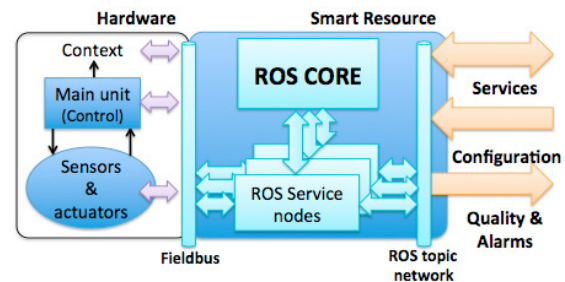 Hardware
Smart Resource
Context
Main unit
(Control)
Sensors
&
actuators
ROS CORE
ROS Service
nodes
Fieldbus
ROS topic
network
Services
Configuration
Quality &
Alarms